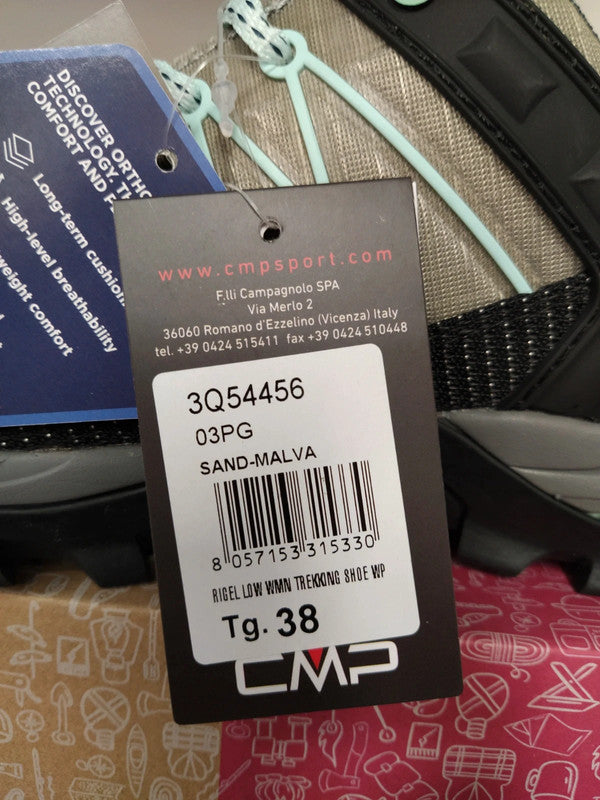 DISCOVER ORTHO
TECHNOLOGY, TH
COMFORT AND P
Long-term cushion
High-level breathability
weight comfort
www.cmpsport.com
F.lli Campagnolo SPA
Via Merlo 2
36060 Romano d'Ezzelino (Vicenza) Italy
tel. +39 0424 515411 fax +39 0424 510448
3Q54456
03PG
SAND-MALVA
8 057153 315330
RIGEL LOW WMN TREKKING SHOE WP
Tg. 38
CMP